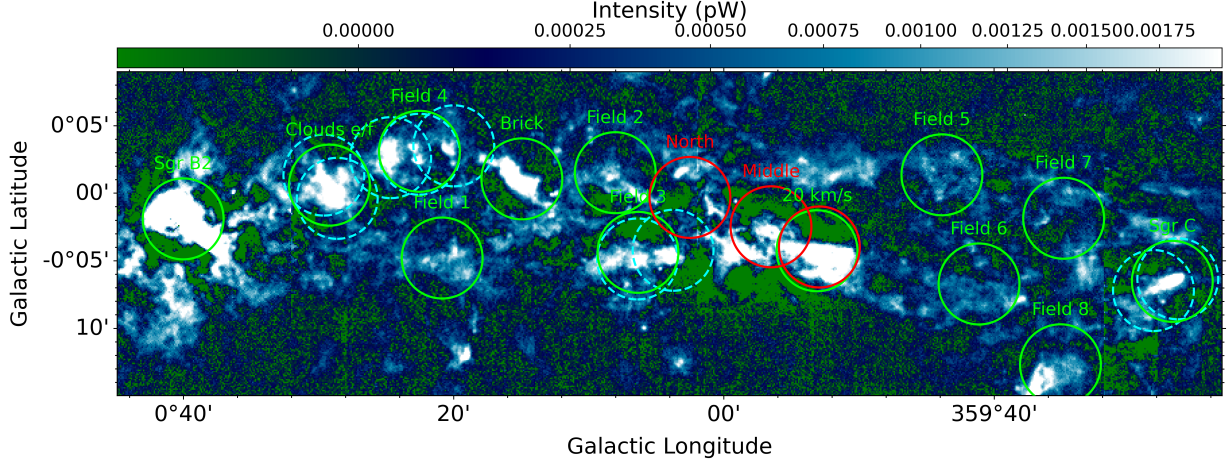 Intensity (pW)
0.00000 0.00025 0.00050 0.00075 0.00100 0.00125 0.00150 0.00175
Field 4
Clouds e/f
Brick
Field 2
Field 5
North
Sgr B2
Middle
Field 7
Field 1
Field 3
20 km/s
Field 6
Sgr C
Field 8
Galactic Latitude
0°05'
00'
-0°05'
10'
0°40' 20' 00' 359°40'
Galactic Longitude